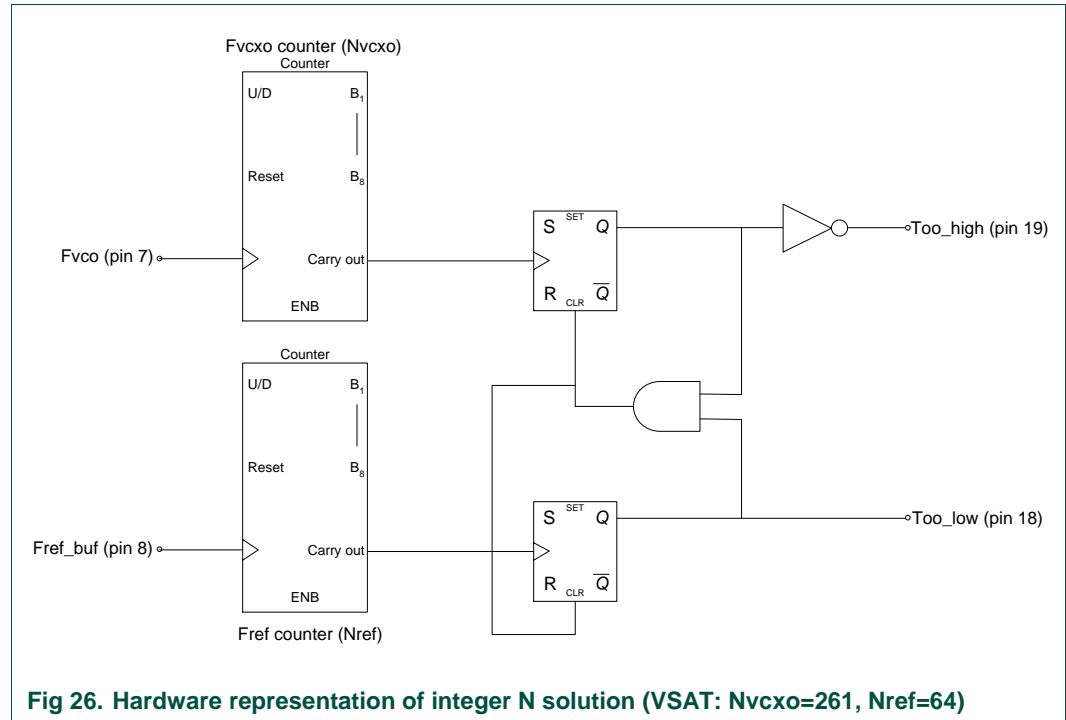 Fvcxo counter (Nvcxo)
Counter
U/D B1
Reset B8
Fvco (pin 7)
Carry out
ENB
S SET Q
R CLR Q
Too_high (pin 19)
Counter
U/D B1
Reset B8
Fref_buf (pin 8)
Carry out
ENB
Fref counter (Nref)
S SET Q
R CLR Q
Too_low (pin 18)
Fig 26. Hardware representation of integer N solution (VSAT: Nvcxo=261, Nref=64)